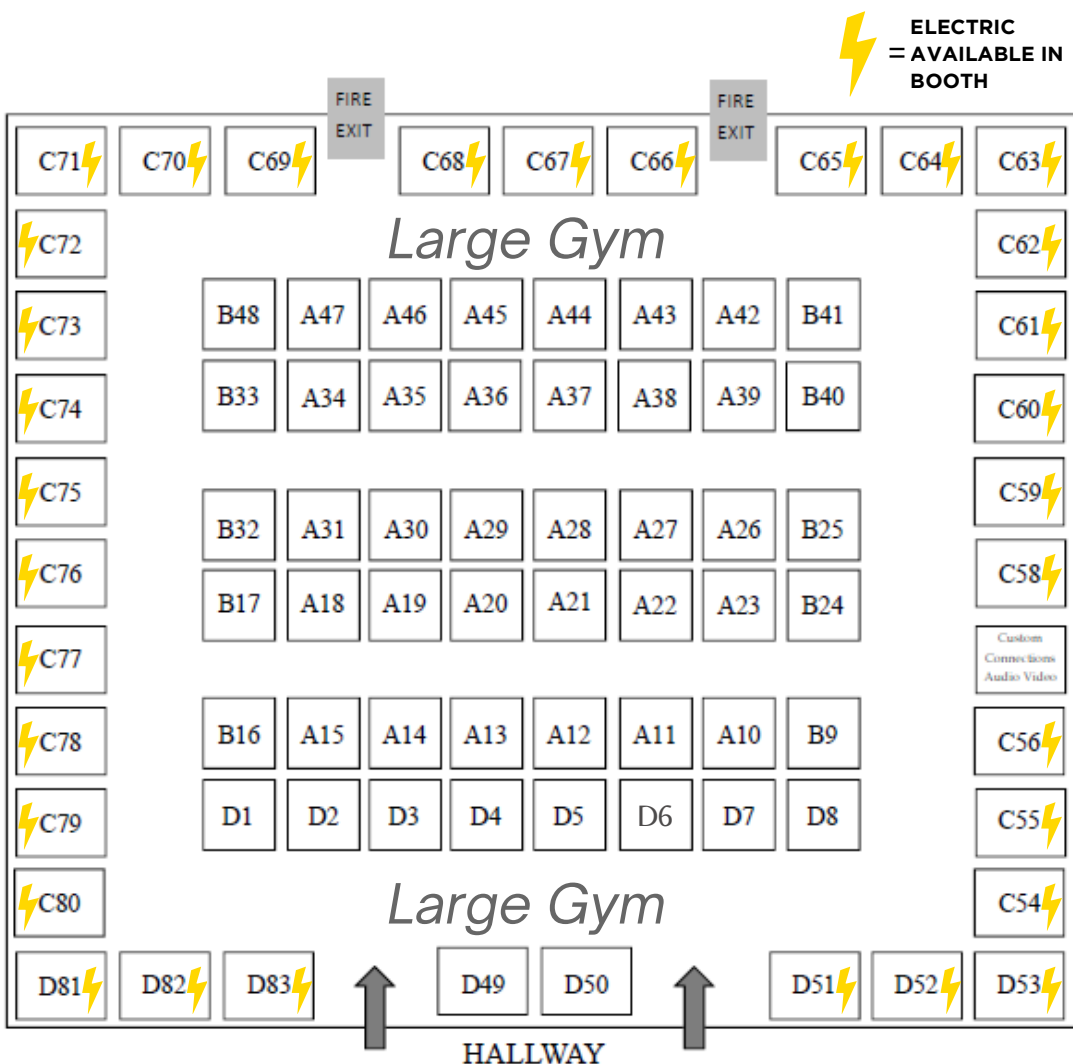 ELECTRIC
= AVAILABLE IN
BOOTH
FIRE
EXIT
FIRE
EXIT
C71 C70 C69 C68 C67 C66 C65 C64 C63
C72 Large Gym C62
B48 A47 A46 A45 A44 A43 A42 B41
C73 C61
B33 A34 A35 A36 A37 A38 A39 B40
C74 C60
C75 C59
B32 A31 A30 A29 A28 A27 A26 B25
C76 C58
B17 A18 A19 A20 A21 A22 A23 B24
C77
Custom
Connections
Audio Video
B16 A15 A14 A13 A12 A11 A10 B9
C78 C56
D1 D2 D3 D4 D5 D6 D7 D8
C79 C55
C80 Large Gym C54
D81 D82 D83 D49 D50 D51 D52 D53
HALLWAY